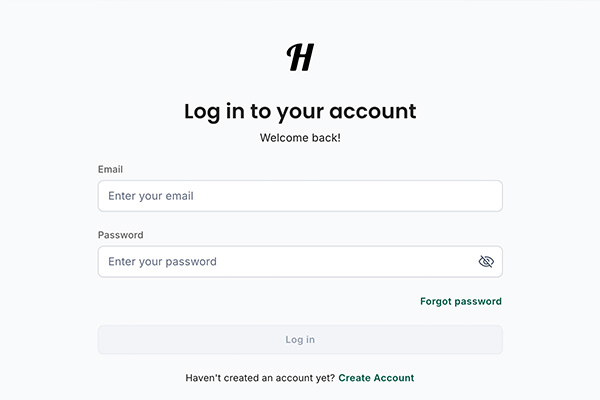 H
Log in to your account
Welcome back!
Email
Enter your email
Password
Enter your password
Forgot password
Log in
Haven't created an account yet? Create Account